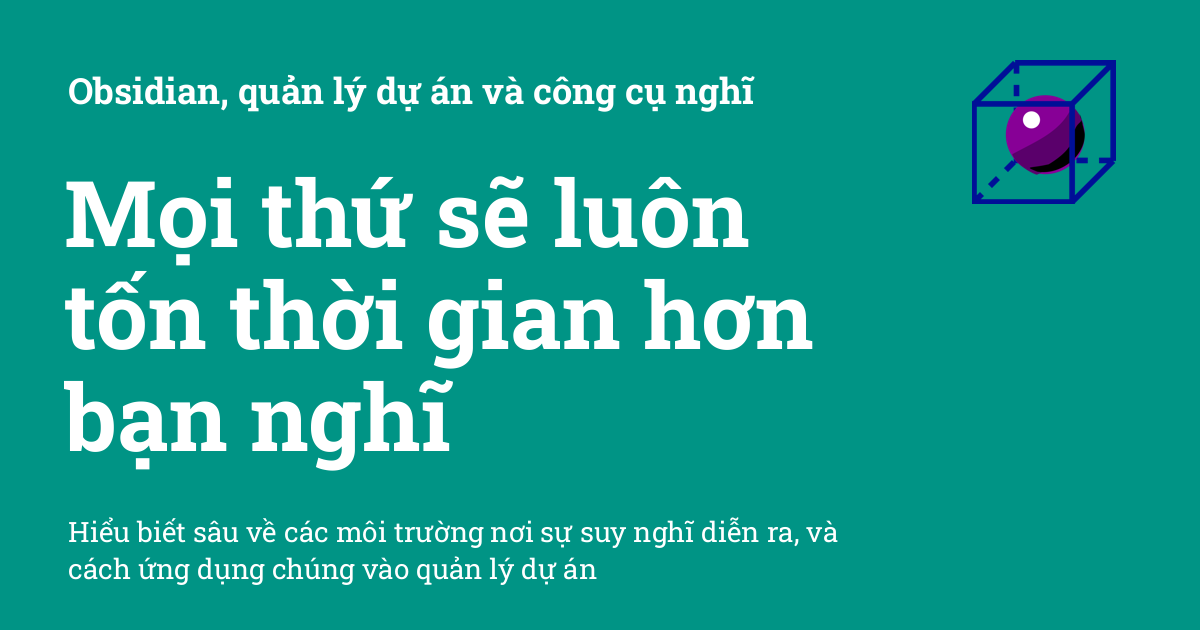 Obsidian, quản lý dự án và công cụ nghĩ
Mọi thứ sẽ luôn
tốn thời gian hơn
bạn nghĩ
Hiểu biết sâu về các môi trường nơi sự suy nghĩ diễn ra, và
cách ứng dụng chúng vào quản lý dự án